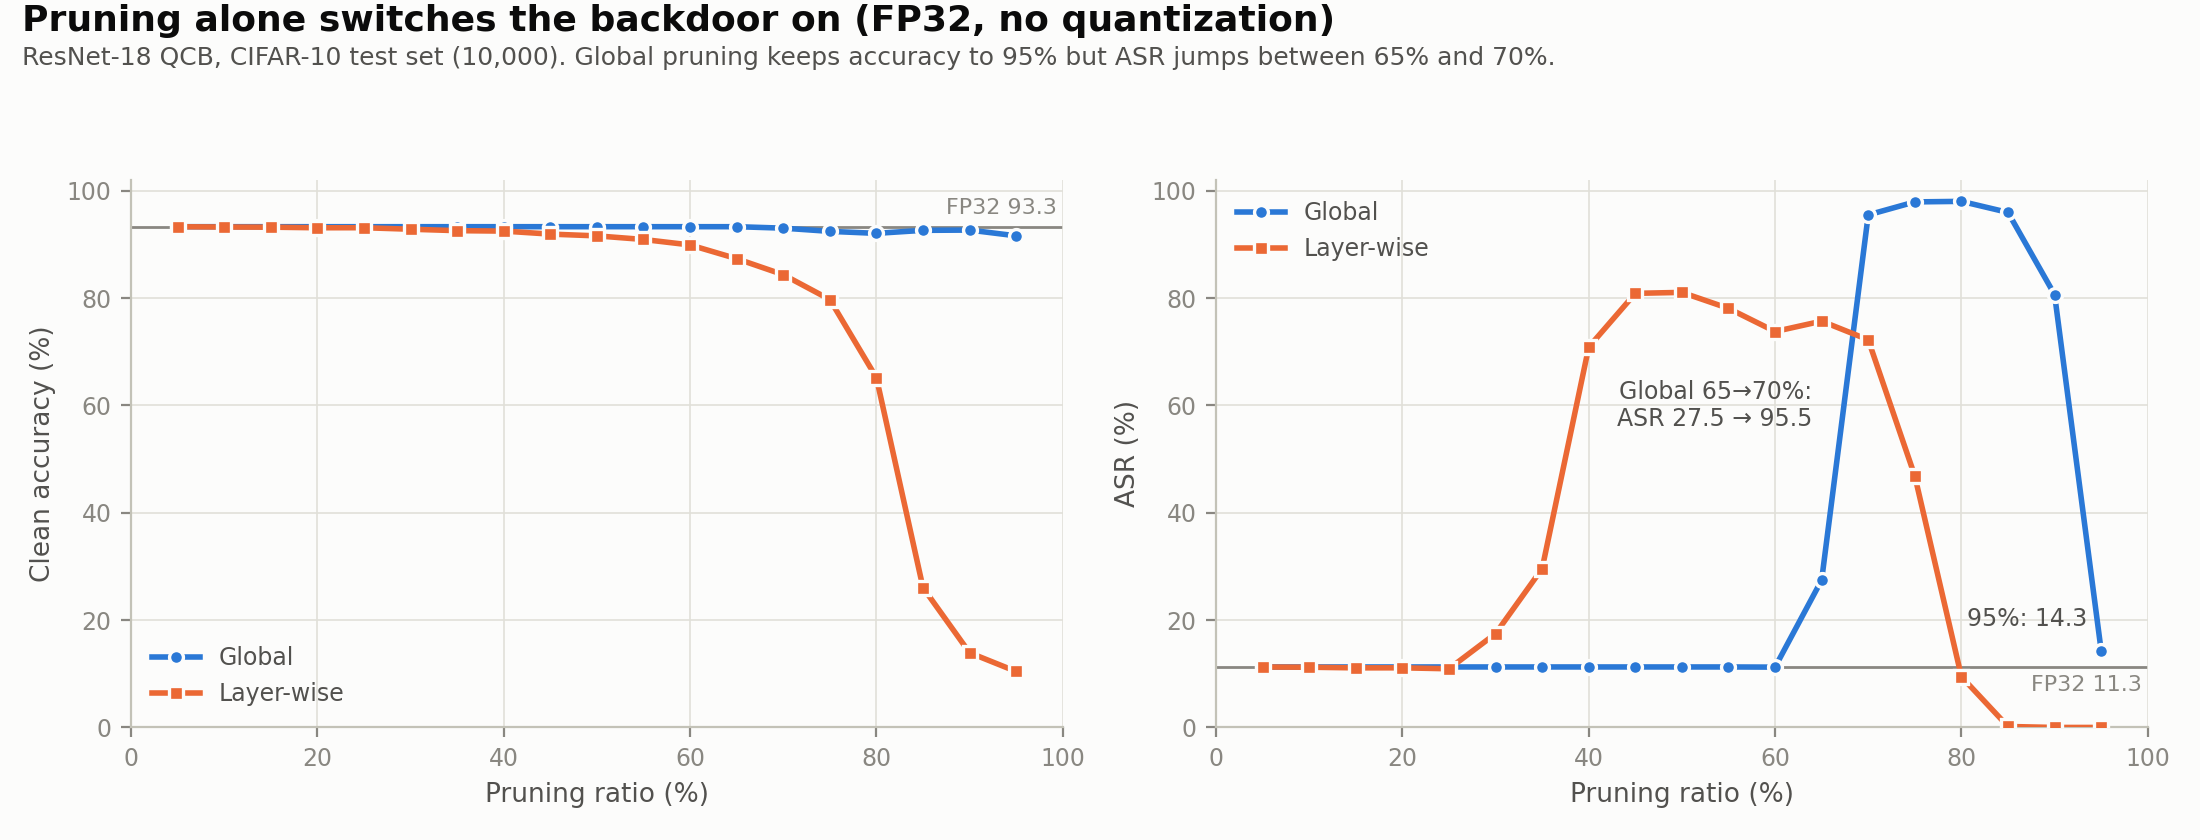 Pruning alone switches the backdoor on (FP32, no quantization)
ResNet-18 QCB, CIFAR-10 test set (10,000). Global pruning keeps accuracy to 95% but ASR jumps between 65% and 70%.
Clean accuracy (%)
100
80
60
40
20
0
FP32 93.3
Global
Layer-wise
0 20 40 60 80 100
Pruning ratio (%)
ASR (%)
100
80
60
40
20
0
Global
Layer-wise
Global 65→70%:
ASR 27.5 → 95.5
95%: 14.3
FP32 11.3
0 20 40 60 80 100
Pruning ratio (%)